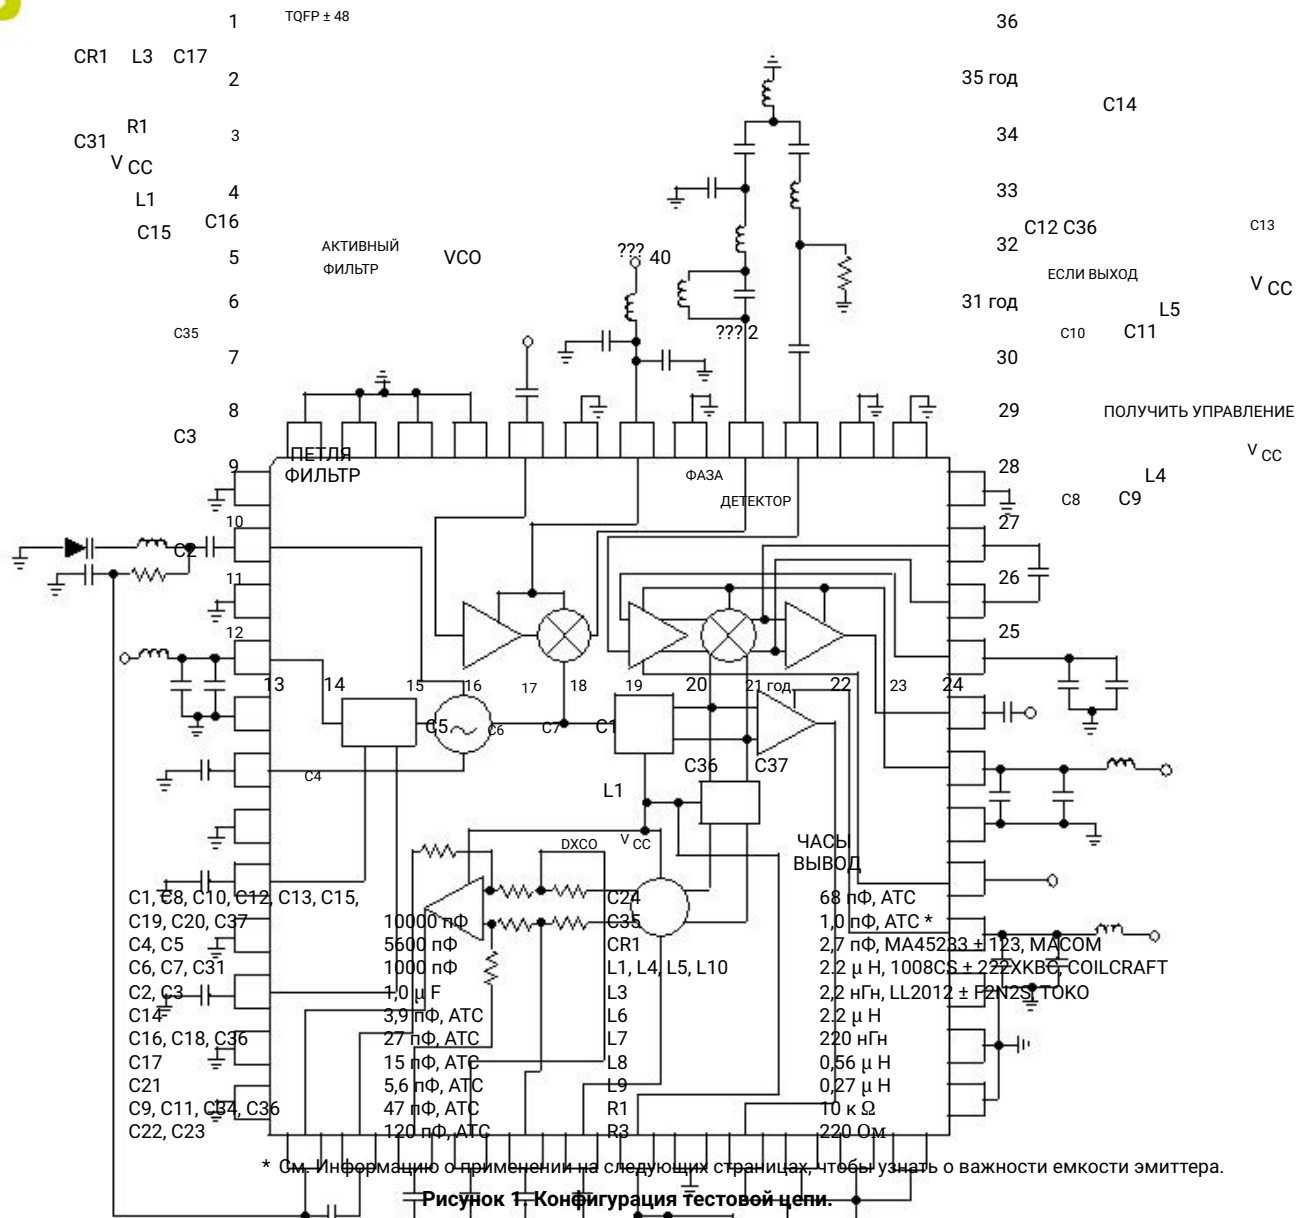 1 TQFP ± 48 36
CR1 L3 C17
2 35 год
C14
R1
C31 3 34
V CC
L1 4 33
C15 C16 C12 C36 C13
АКТИВНЫЙ
ФИЛЬТР
VCO
5 ??? 40 32
ЕСЛИ ВЫХОД
V CC
6 31 год
L5
C35 ??? 2 C10 C11
7 30
8 29 ПОЛУЧИТЬ УПРАВЛЕНИЕ
C3
ПЕТЛЯ
ФИЛЬТР
V CC
9 ФАЗА 28 L4
ДЕТЕКТОР C8 C9
10 27
C2
11 26
12 25
13 14 15 16 17 18 19 20 21 год 22 23 24
C5 C6 C7 C1
C4 C36 C37
L1
DXCO V CC ЧАСЫ
ВЫВОД
C1, C8, C10, C12, C13, C15, C24 68 пФ, АТС
C19, C20, C37 10000 пФ C35 1,0 пФ, АТС *
C4, C5 5600 пФ CR1 2,7 пФ, MA45233 ± 123, MACOM
C6, C7, C31 1000 пФ L1, L4, L5, L10 2.2 μ H, 1008CS ± 222XKBC, COILCRAFT
C2, C3 1,0 μ F L3 2,2 нГн, LL2012 ± F2N2S, TOKO
C14 3,9 пФ, АТС L6 2.2 μ H
C16, C18, C36 27 пФ, АТС L7 220 нГн
C17 15 пФ, АТС L8 0,56 μ H
C21 5,6 пФ, АТС L9 0,27 μ H
C9, C11, C34, C36 47 пФ, АТС R1 10 к Ω
C22, C23 120 пФ, АТС R3 220 Ом
* См. Информацию о применении на следующих страницах, чтобы узнать о важности емкости эмиттера.
Рисунок 1. Конфигурация тестовой цепи.